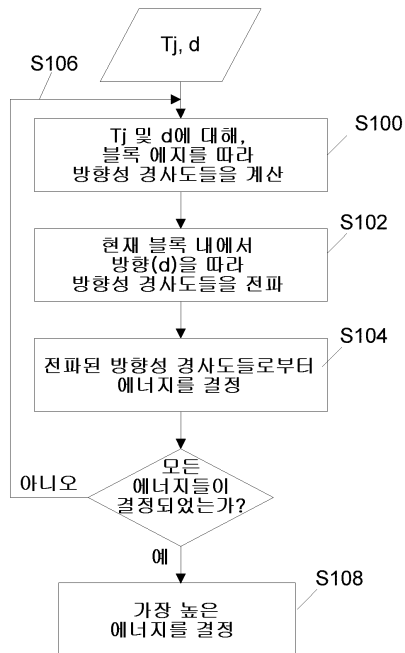 Tj, d
S106
Tj 및 d에 대해,
블록 에지를 따라
방향성 경사도들을 계산
S100
현재 블록 내에서
방향(d)을 따라
방향성 경사도들을 전파
S102
전파된 방향성 경사도들로부터
에너지를 결정
S104
모든
에너지들이
결정되었는가?
아니오
예
가장 높은
에너지를 결정
S108